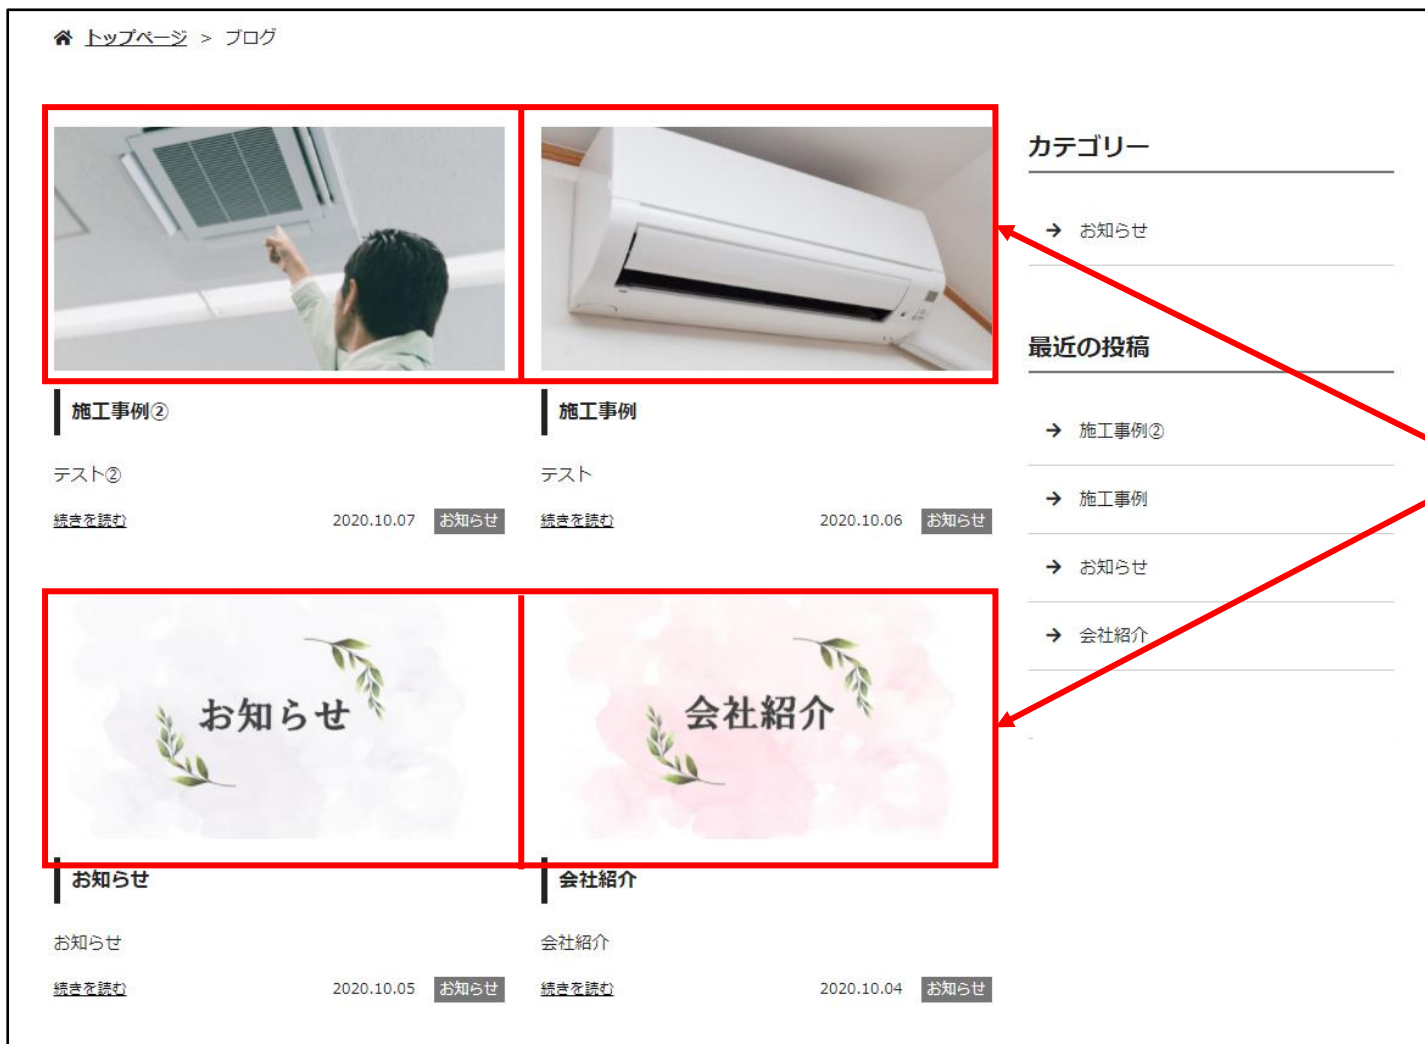 トップページ > ブログ
施工事例②
テスト②
続きを読む 2020.10.07 お知らせ
施工事例
テスト
続きを読む 2020.10.06 お知らせ
お知らせ
お知らせ
お知らせ
続きを読む 2020.10.05 お知らせ
会社紹介
会社紹介
会社紹介
続きを読む 2020.10.04 お知らせ
カテゴリー
→ お知らせ
最近の投稿
→ 施工事例②
→ 施工事例
→ お知らせ
→ 会社紹介